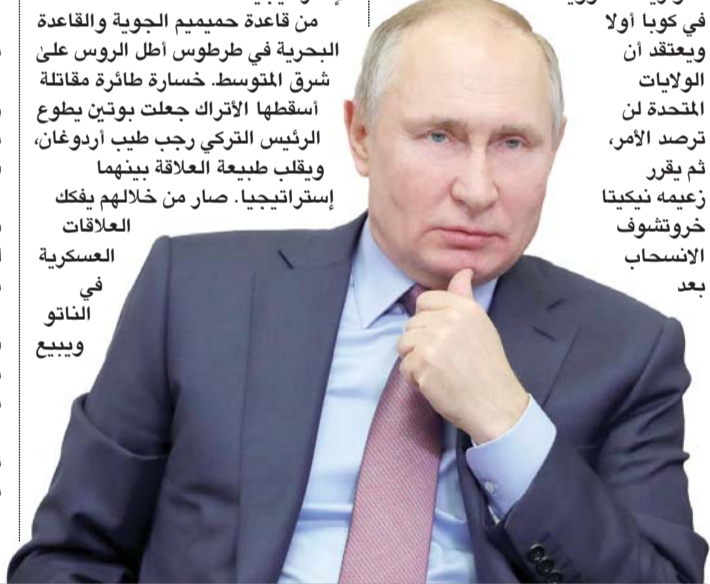 في كوبا أولا
ويعتقد أن
الولايات
المتحدة لن
ترصد الأمر،
ثم يقرر
زعيمه نيكيتا
خروتشوف
الانسحاب
بعد
من قاعدة حميميم الجوية والقاعدة
البحرية في طرطوس أطل الروس على
شرق المتوسط. خسارة طائرة مقاتلة
أسقطها الأتراك جعلت بوتين يطوع
الرئيس التركي رجب طيب أردوغان،
ويقلب طبيعة العلاقة بينهما
إستراتيجيا. صار من خلالهم يفكك
العلاقات
العسكرية
في
الناتو
ويبيع